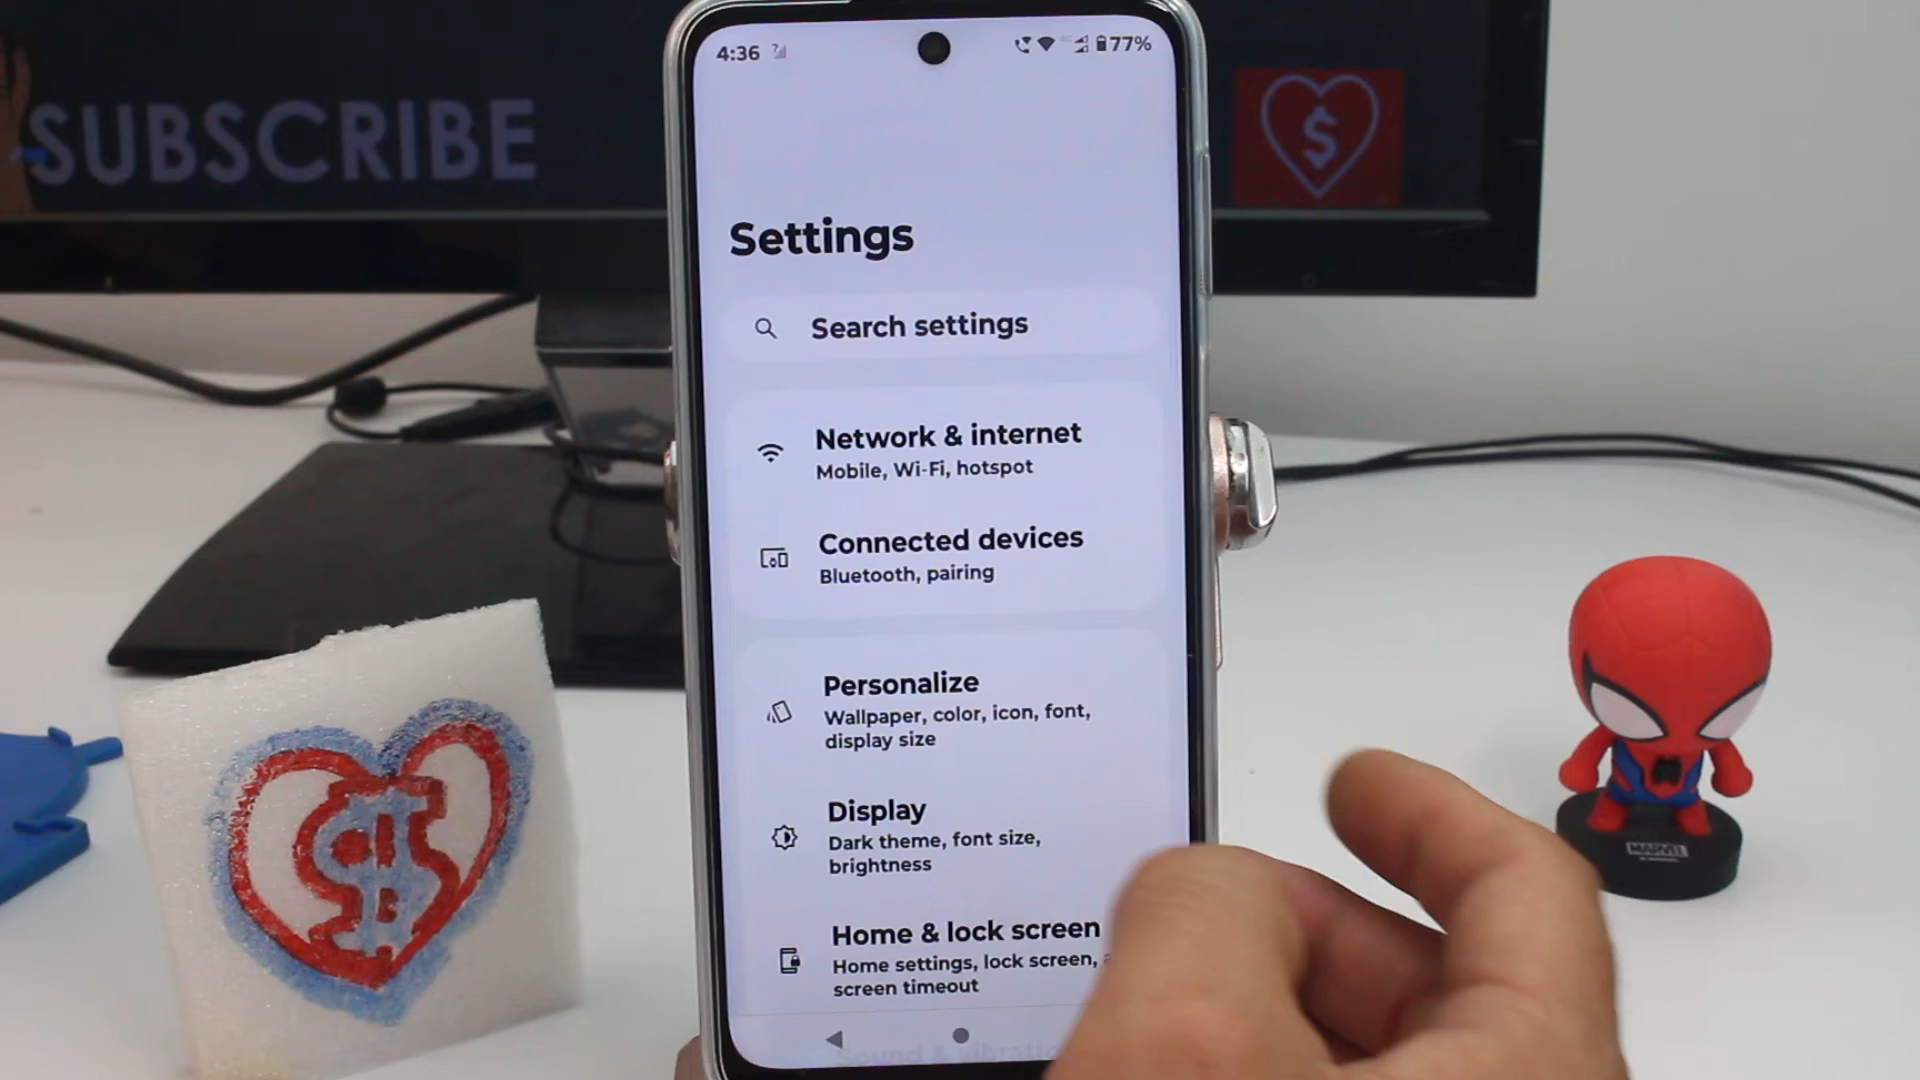 SUBSCRIBE
$
4:36
77%
Settings
Search settings
Network & internet
Mobile, Wi-Fi, hotspot
Connected devices
Bluetooth, pairing
Personalize
Wallpaper, color, icon, font,
display size
Display
Dark theme, font size,
brightness
Home & lock screen
Home settings, lock screen,
screen timeout
Sound &
$
MARVEL